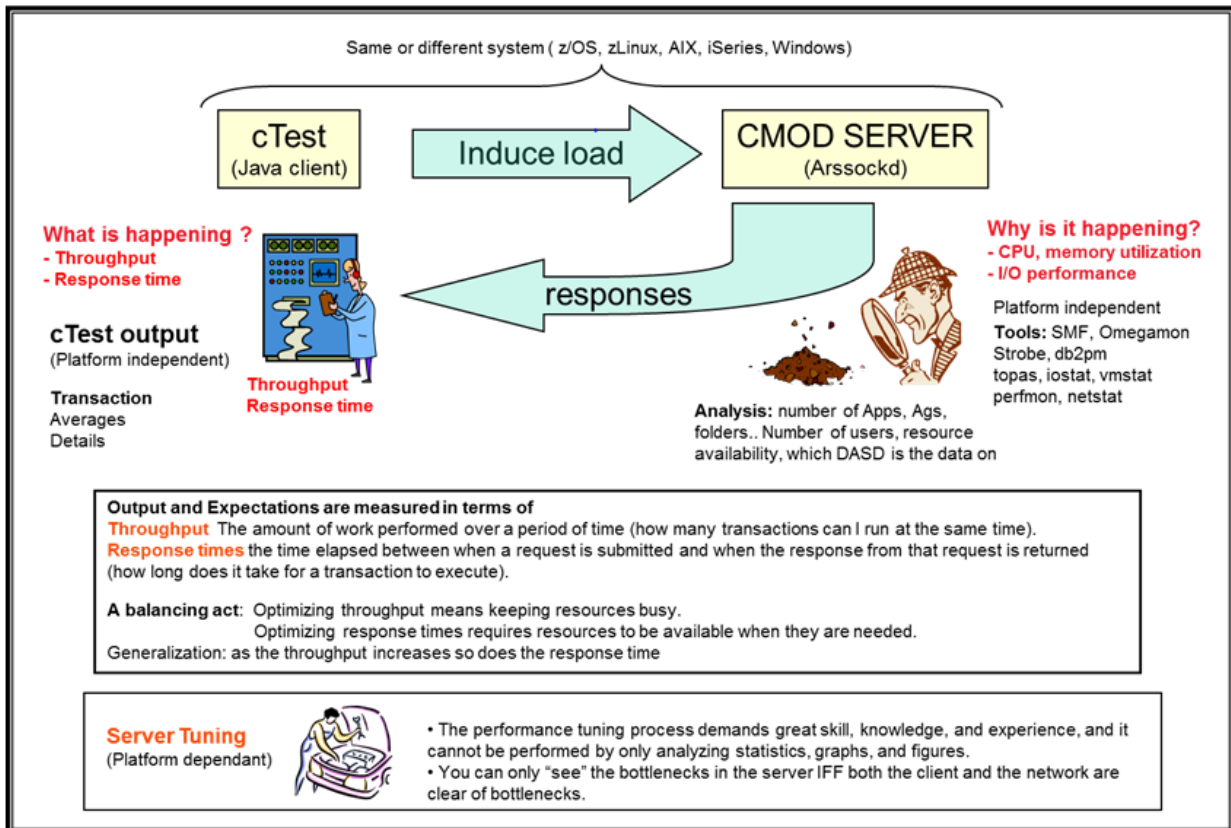 Same or different system ( z/OS, zLinux, AIX, iSeries, Windows)
cTest
(Java client)
Induce load
CMOD SERVER
(Arssockd)
What is happening ?
- Throughput
- Response time
cTest output
(Platform independent)
Transaction
Averages
Details
Throughput
Response time
responses
Why is it happening?
- CPU, memory utilization
- I/O performance
Platform independent
Tools: SMF, Omegamon
Strobe, db2pm
topas, iostat, vmstat
perfmon, netstat
Analysis: number of Apps, Ags,
folders.. Number of users, resource
availability, which DASD is the data on
Output and Expectations are measured in terms of
Throughput The amount of work performed over a period of time (how many transactions can I run at the same time).
Response times the time elapsed between when a request is submitted and when the response from that request is returned
(how long does it take for a transaction to execute).
A balancing act: Optimizing throughput means keeping resources busy.
Optimizing response times requires resources to be available when they are needed.
Generalization: as the throughput increases so does the response time
Server Tuning
(Platform dependant)
• The performance tuning process demands great skill, knowledge, and experience, and it
cannot be performed by only analyzing statistics, graphs, and figures.
• You can only “see” the bottlenecks in the server IFF both the client and the network are
clear of bottlenecks.